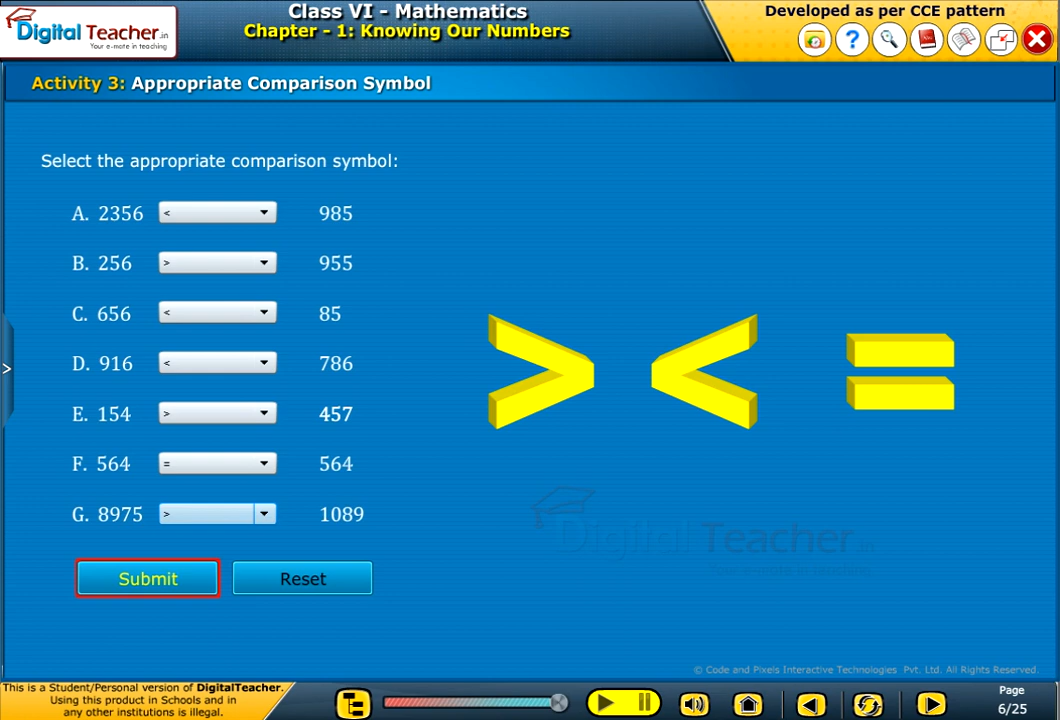 Digital Teacher.in
Your e-mate in teaching
Class VI - Mathematics
Chapter - 1: Knowing Our Numbers
Developed as per CCE pattern
?
Activity 3: Appropriate Comparison Symbol
Select the appropriate comparison symbol:
A. 2356 < 985
B. 256 > 955
C. 656 < 85
D. 916 < 786
E. 154 > 457
F. 564 = 564
G. 8975 > 1089
> < =
>
Digital Teacher.in
Submit Reset
© Code and Pixels Interactive Technologies Pvt. Ltd. All Rights Reserved.
This is a Student/Personal version of DigitalTeacher.
Using this product in Schools and in
any other institutions is illegal.
Page
6/25